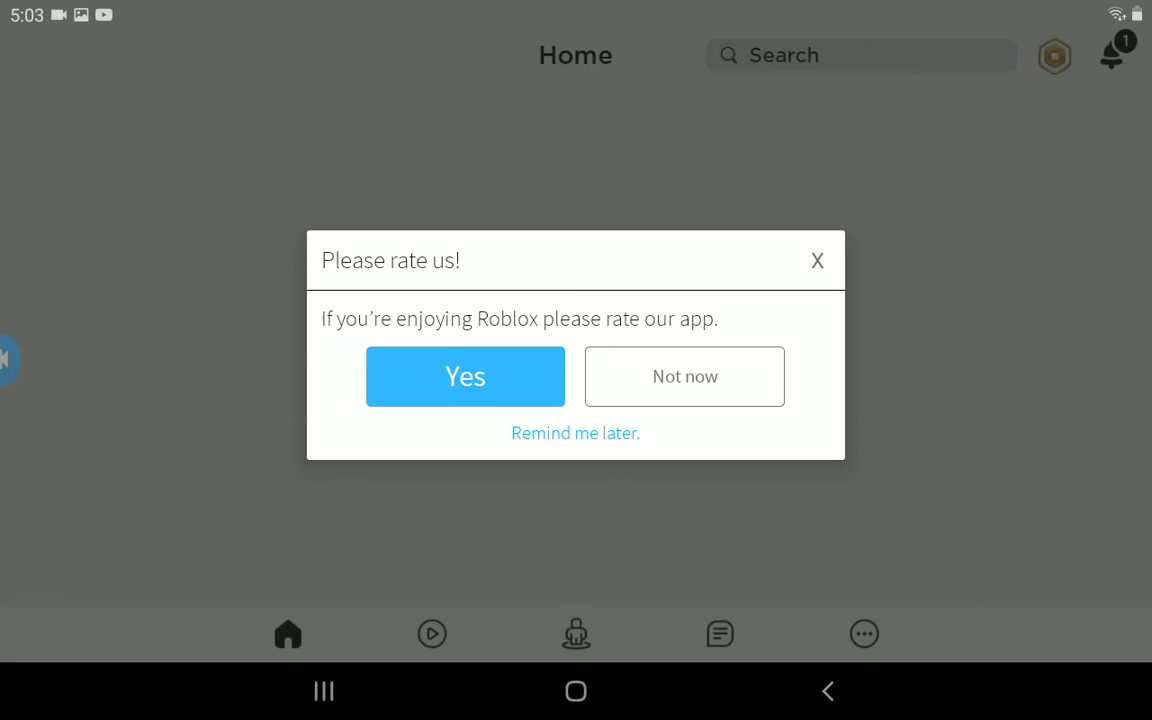 5:03
Home
Search
1
Please rate us!
X
If you’re enjoying Roblox please rate our app.
Yes
Not now
Remind me later.